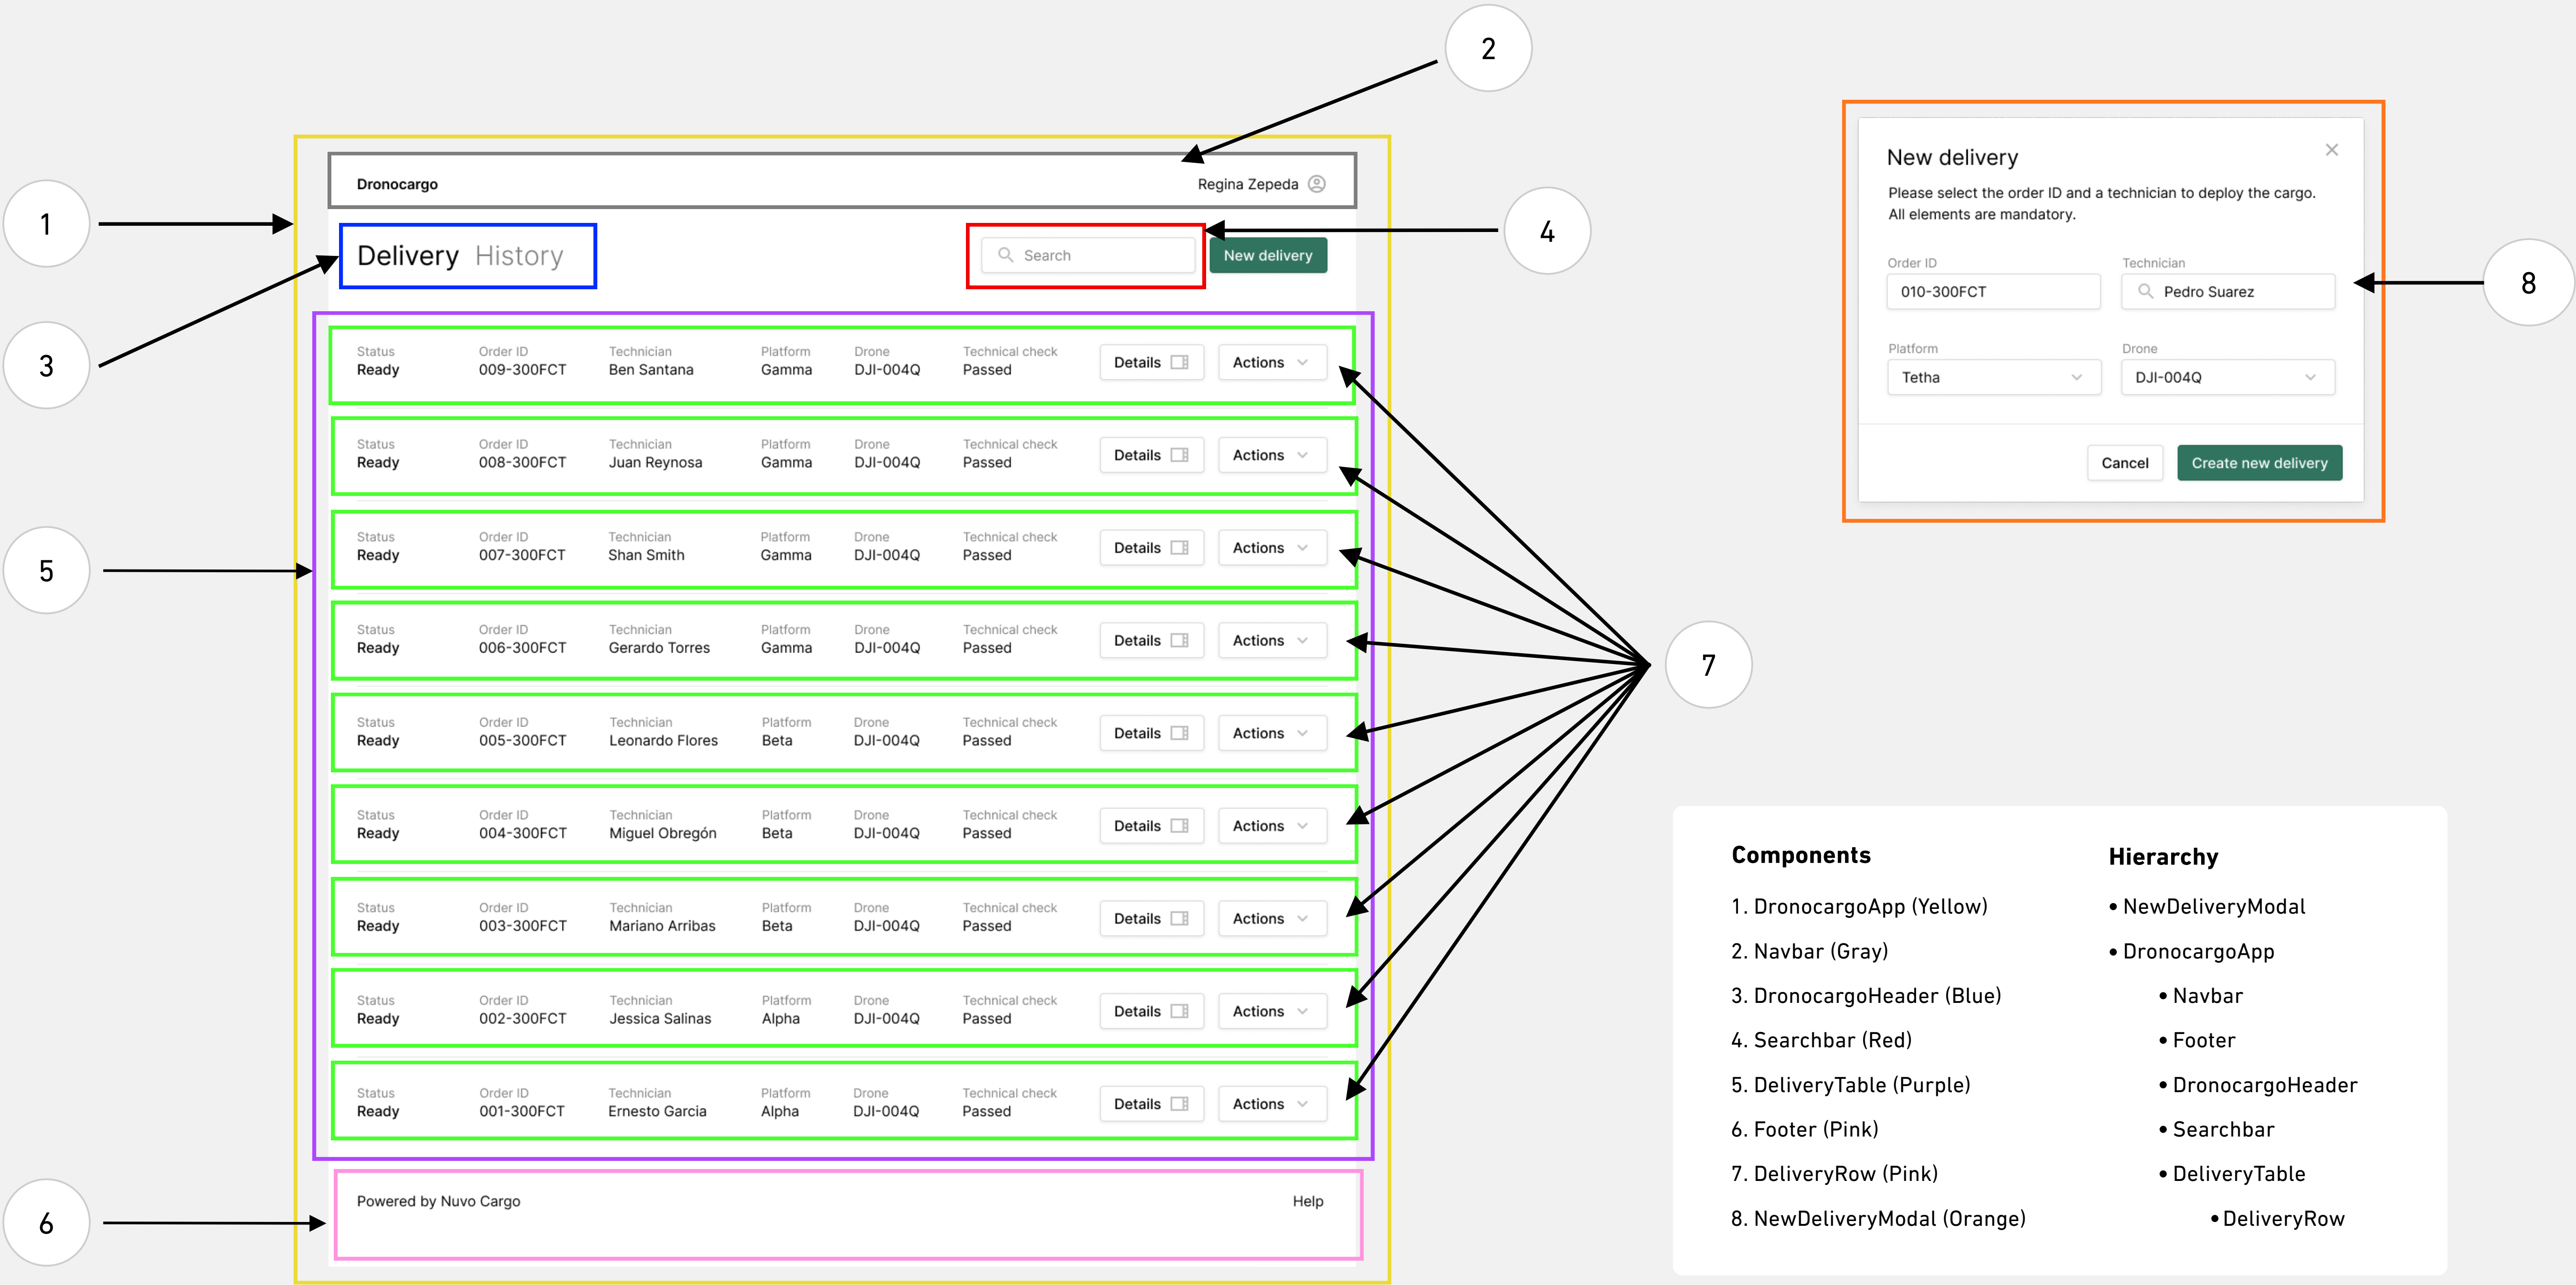 2
1
3
5
6
4
7
8
Dronocargo Regina Zepeda
Delivery History Search New delivery
Status Order ID Technician Platform Drone Technical check
Ready 009-300FCT Ben Santana Gamma DJI-004Q Passed Details Actions
Status Order ID Technician Platform Drone Technical check
Ready 008-300FCT Juan Reynosa Gamma DJI-004Q Passed Details Actions
Status Order ID Technician Platform Drone Technical check
Ready 007-300FCT Shan Smith Gamma DJI-004Q Passed Details Actions
Status Order ID Technician Platform Drone Technical check
Ready 006-300FCT Gerardo Torres Gamma DJI-004Q Passed Details Actions
Status Order ID Technician Platform Drone Technical check
Ready 005-300FCT Leonardo Flores Beta DJI-004Q Passed Details Actions
Status Order ID Technician Platform Drone Technical check
Ready 004-300FCT Miguel Obregón Beta DJI-004Q Passed Details Actions
Status Order ID Technician Platform Drone Technical check
Ready 003-300FCT Mariano Arribas Beta DJI-004Q Passed Details Actions
Status Order ID Technician Platform Drone Technical check
Ready 002-300FCT Jessica Salinas Alpha DJI-004Q Passed Details Actions
Status Order ID Technician Platform Drone Technical check
Ready 001-300FCT Ernesto Garcia Alpha DJI-004Q Passed Details Actions
Powered by Nuvo Cargo Help
New delivery
Please select the order ID and a technician to deploy the cargo.
All elements are mandatory.
Order ID Technician
010-300FCT Pedro Suarez
Platform Drone
Tetha DJI-004Q
Cancel Create new delivery
Components
1. DronocargoApp (Yellow)
2. Navbar (Gray)
3. DronocargoHeader (Blue)
4. Searchbar (Red)
5. DeliveryTable (Purple)
6. Footer (Pink)
7. DeliveryRow (Pink)
8. NewDeliveryModal (Orange)
Hierarchy
• NewDeliveryModal
• DronocargoApp
• Navbar
• Footer
• DronocargoHeader
• Searchbar
• DeliveryTable
• DeliveryRow